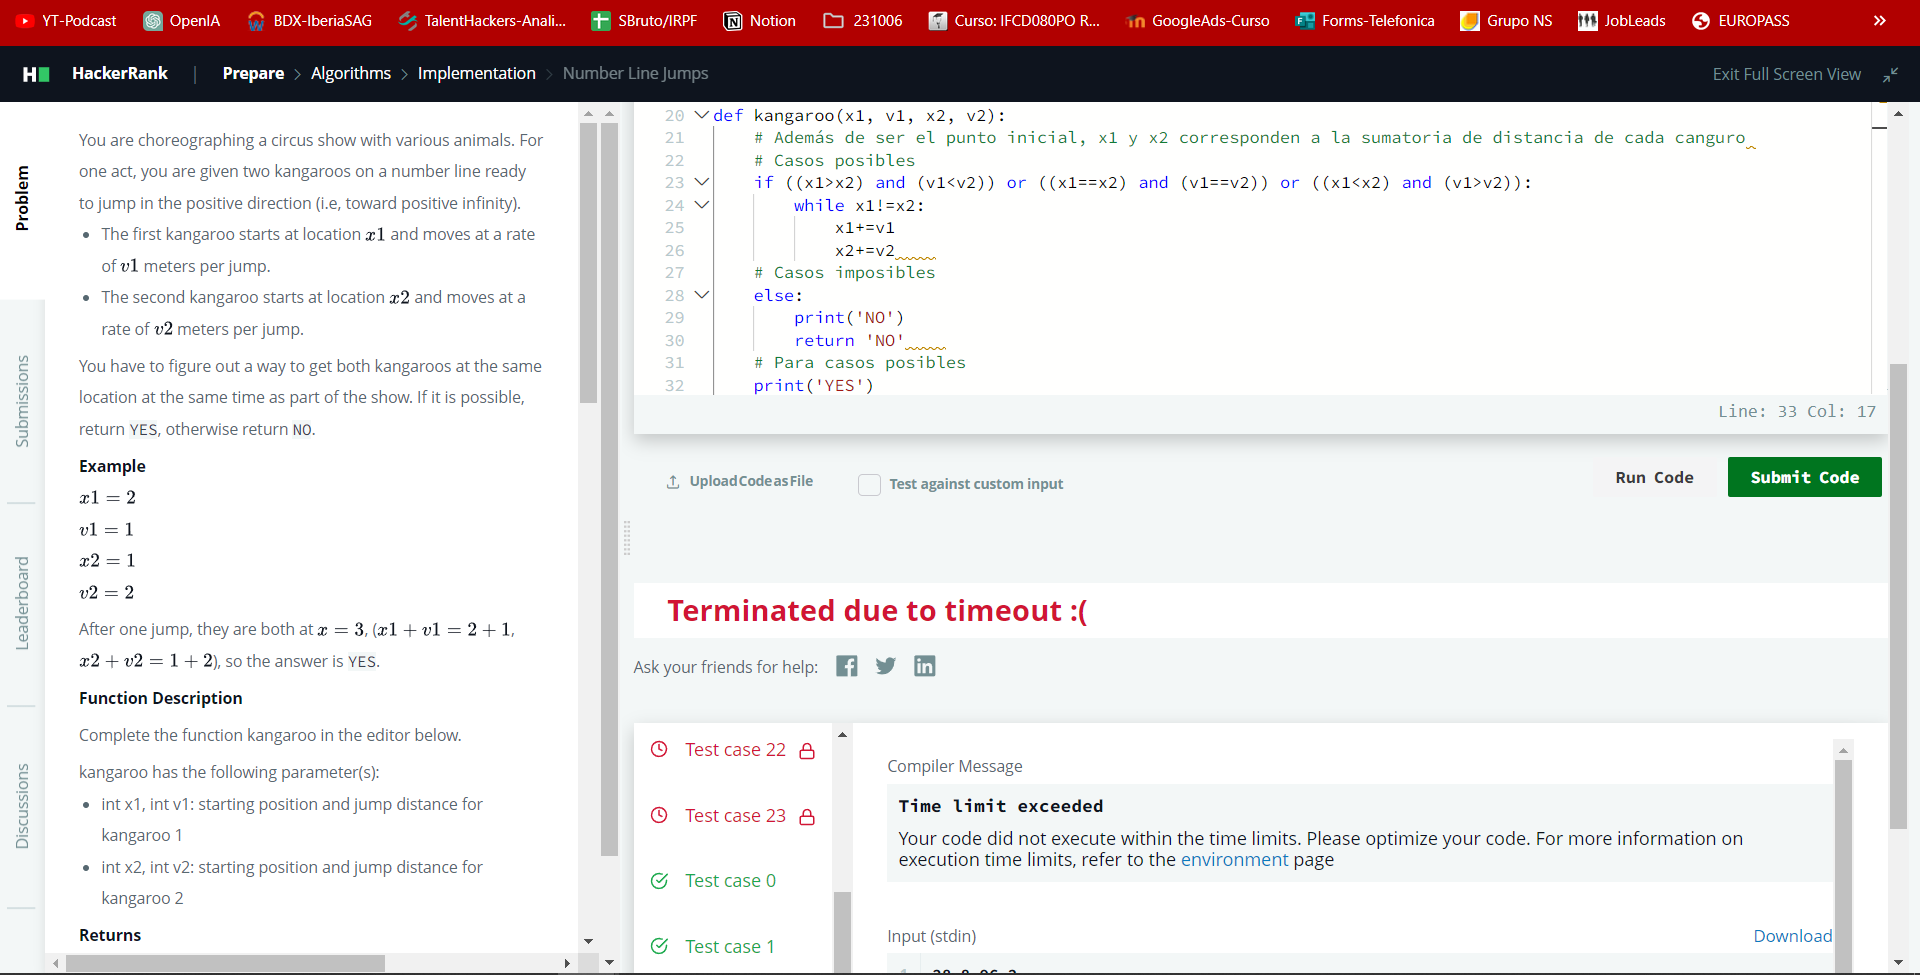 YT-Podcast OpenIA BDX-IberiaSAG TalentHackers-Anali... SBruto/IRPF Notion 231006 Curso: IFCD080PO R... GoogleAds-Curso Forms-Telefonica Grupo NS JobLeads EUROPASS »
H HackerRank | Prepare > Algorithms > Implementation > Number Line Jumps Exit Full Screen View
Problem
Submissions
Leaderboard
Discussions
You are choreographing a circus show with various animals. For
one act, you are given two kangaroos on a number line ready
to jump in the positive direction (i.e, toward positive infinity).
• The first kangaroo starts at location x1 and moves at a rate
of v1 meters per jump.
• The second kangaroo starts at location x2 and moves at a
rate of v2 meters per jump.
You have to figure out a way to get both kangaroos at the same
location at the same time as part of the show. If it is possible,
return YES, otherwise return NO.
Example
x1 = 2
v1 = 1
x2 = 1
v2 = 2
After one jump, they are both at x = 3, (x1 + v1 = 2 + 1,
x2 + v2 = 1 + 2), so the answer is YES.
Function Description
Complete the function kangaroo in the editor below.
kangaroo has the following parameter(s):
• int x1, int v1: starting position and jump distance for
kangaroo 1
• int x2, int v2: starting position and jump distance for
kangaroo 2
Returns
20 def kangaroo(x1, v1, x2, v2):
21 # Además de ser el punto inicial, x1 y x2 corresponden a la sumatoria de distancia de cada canguro
22 # Casos posibles
23 if ((x1>x2) and (v1<v2)) or ((x1==x2) and (v1==v2)) or ((x1<x2) and (v1>v2)):
24 while x1!=x2:
25 x1+=v1
26 x2+=v2
27 # Casos imposibles
28 else:
29 print('NO')
30 return 'NO'
31 # Para casos posibles
32 print('YES')
Line: 33 Col: 17
Upload Code as File Test against custom input Run Code Submit Code
Terminated due to timeout :(
Ask your friends for help:
Test case 22
Test case 23
Test case 0
Test case 1
Compiler Message
Time limit exceeded
Your code did not execute within the time limits. Please optimize your code. For more information on
execution time limits, refer to the environment page
Input (stdin) Download